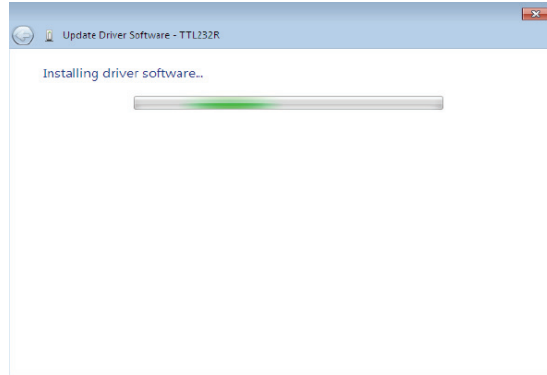 Update Driver Software - TTL232R
Installing driver software...